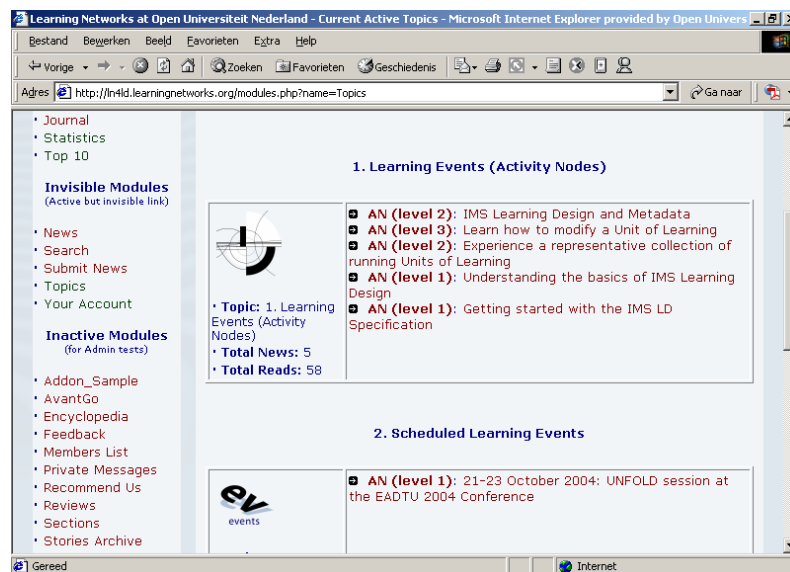 Learning Networks at Open Universiteit Nederland - Current Active Topics - Microsoft Internet Explorer provided by Open Univers
Bestand Bewerken Beeld Favorieten Extra Help
Vorige Zoeken Favorieten Geschiedenis
Adres http://ln4ld.learningnetworks.org/modules.php?name=Topics Ga naar
· Journal
· Statistics
· Top 10
Invisible Modules
(Active but invisible link)
· News
· Search
· Submit News
· Topics
· Your Account
Inactive Modules
(for Admin tests)
· Addon_Sample
· AvantGo
· Encyclopedia
· Feedback
· Members List
· Private Messages
· Recommend Us
· Reviews
· Sections
· Stories Archive
1. Learning Events (Activity Nodes)
· Topic: 1. Learning
Events (Activity
Nodes)
· Total News: 5
· Total Reads: 58
AN (level 2): IMS Learning Design and Metadata
AN (level 3): Learn how to modify a Unit of Learning
AN (level 2): Experience a representative collection of
running Units of Learning
AN (level 1): Understanding the basics of IMS Learning
Design
AN (level 1): Getting started with the IMS LD
Specification
2. Scheduled Learning Events
ev
events
AN (level 1): 21-23 October 2004: UNFOLD session at
the EADTU 2004 Conference
Gereed Internet